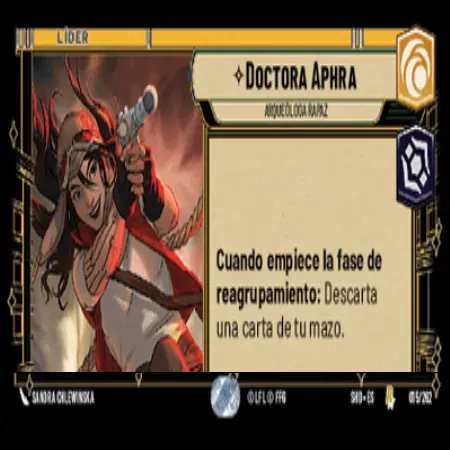 LÍDER
DOCTORA APHRA
ARQUEÓLOGA RAPAZ
Cuando empiece la fase de
reagrupamiento: Descarta
una carta de tu mazo.
SANDRA CHLEWINSKA
LFL FFG
SHD • ES
015/262